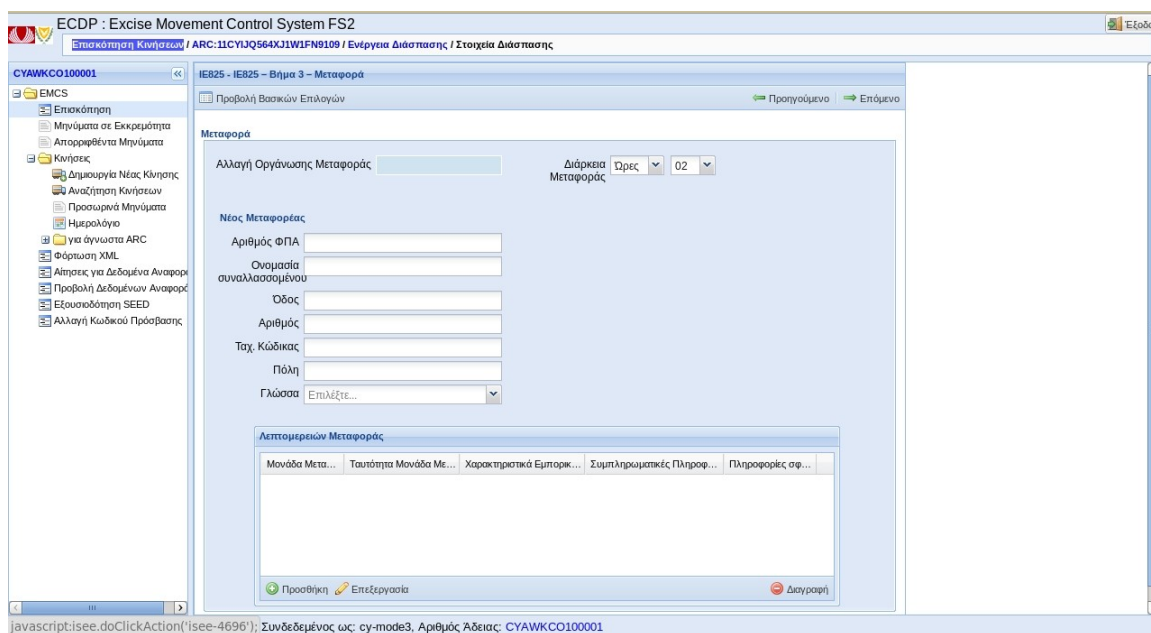 ECDP : Excise Movement Control System FS2
Επισκόπηση Κινήσεων / ARC:11CYIJQ564XJ1W1FN9109 / Ενέργεια Διάσπασης / Στοιχεία Διάσπασης
Έξοδο
CYAWKCO100001
EMCS
Επισκόπηση
Μηνύματα σε Εκκρεμότητα
Απορριφθέντα Μηνύματα
Κινήσεις
Δημιουργία Νέας Κίνησης
Αναζήτηση Κινήσεων
Προσωρινά Μηνύματα
Ημερολόγιο
για άγνωστα ARC
Φόρτωση XML
Αίτησεις για Δεδομένα Αναφορ
Προβολή Δεδομένων Αναφορ
Εξουσιοδότηση SEED
Αλλαγή Κωδικού Πρόσβασης
IE825 - IE825 – Βήμα 3 – Μεταφορά
Προβολή Βασικών Επιλογών
Προηγούμενο Επόμενο
Μεταφορά
Αλλαγή Οργάνωσης Μεταφοράς
Διάρκεια Μεταφοράς Ώρες 02
Νέος Μεταφορέας
Αριθμός ΦΠΑ
Ονομασία
συναλλασσομένου
Όδος
Αριθμός
Ταχ. Κώδικας
Πόλη
Γλώσσα Επιλέξτε...
Λεπτομερειών Μεταφοράς
Μονάδα Μετα... Ταυτότητα Μονάδα Με... Χαρακτηριστικά Εμπορικ... Συμπληρωματικές Πληροφ... Πληροφορίες σφ...
Προσθήκη Επεξεργασία Διαγραφή
javascript:isee.doClickAction('isee-4696'); Συνδεδεμένος ως: cy-mode3, Αριθμός Άδειας: CYAWKCO100001